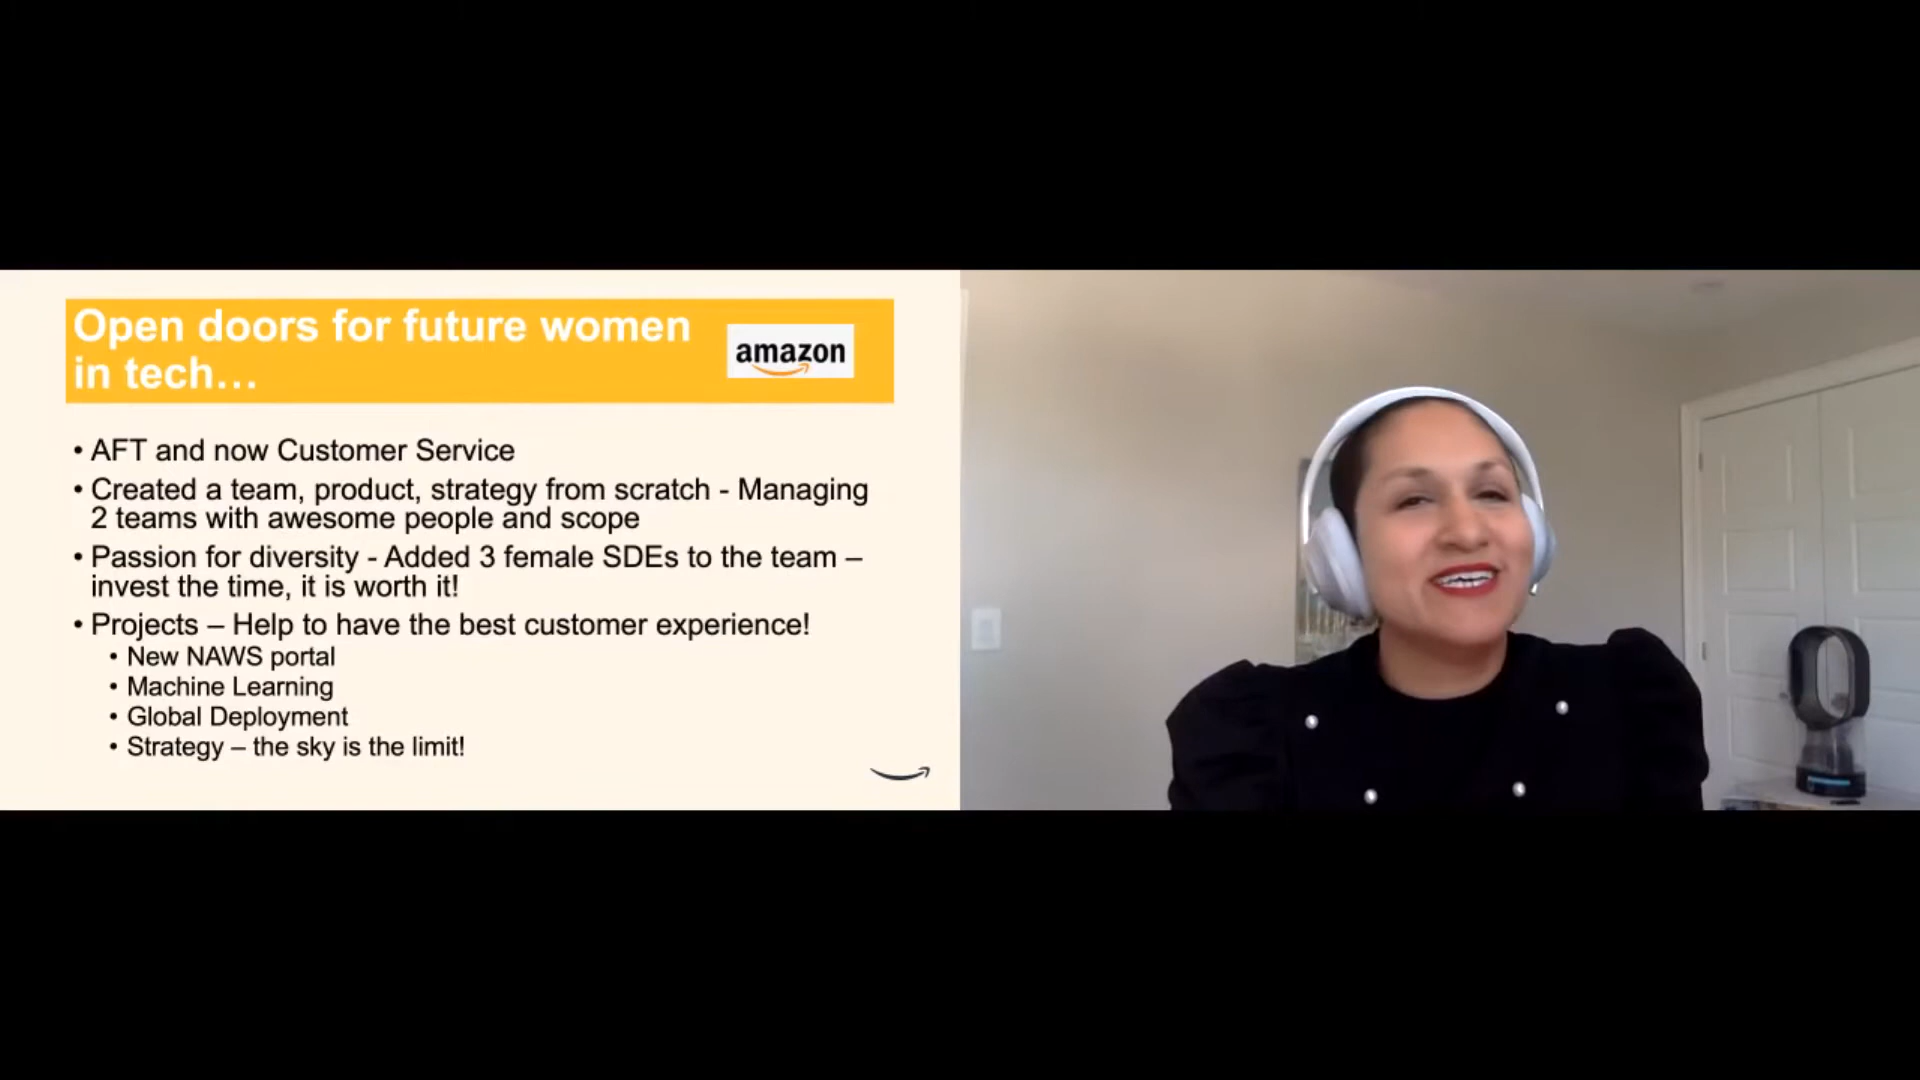 Open doors for future women
in tech…
amazon
• AFT and now Customer Service
• Created a team, product, strategy from scratch - Managing
2 teams with awesome people and scope
• Passion for diversity - Added 3 female SDEs to the team –
invest the time, it is worth it!
• Projects – Help to have the best customer experience!
• New NAWS portal
• Machine Learning
• Global Deployment
• Strategy – the sky is the limit!